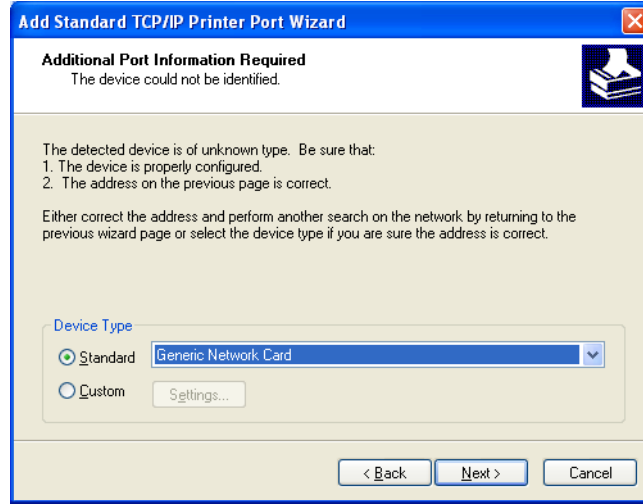 Add Standard TCP/IP Printer Port Wizard
Additional Port Information Required
The device could not be identified.
The detected device is of unknown type. Be sure that:
1. The device is properly configured.
2. The address on the previous page is correct.
Either correct the address and perform another search on the network by returning to the
previous wizard page or select the device type if you are sure the address is correct.
Device Type
Standard Generic Network Card
Custom Settings...
< Back Next > Cancel